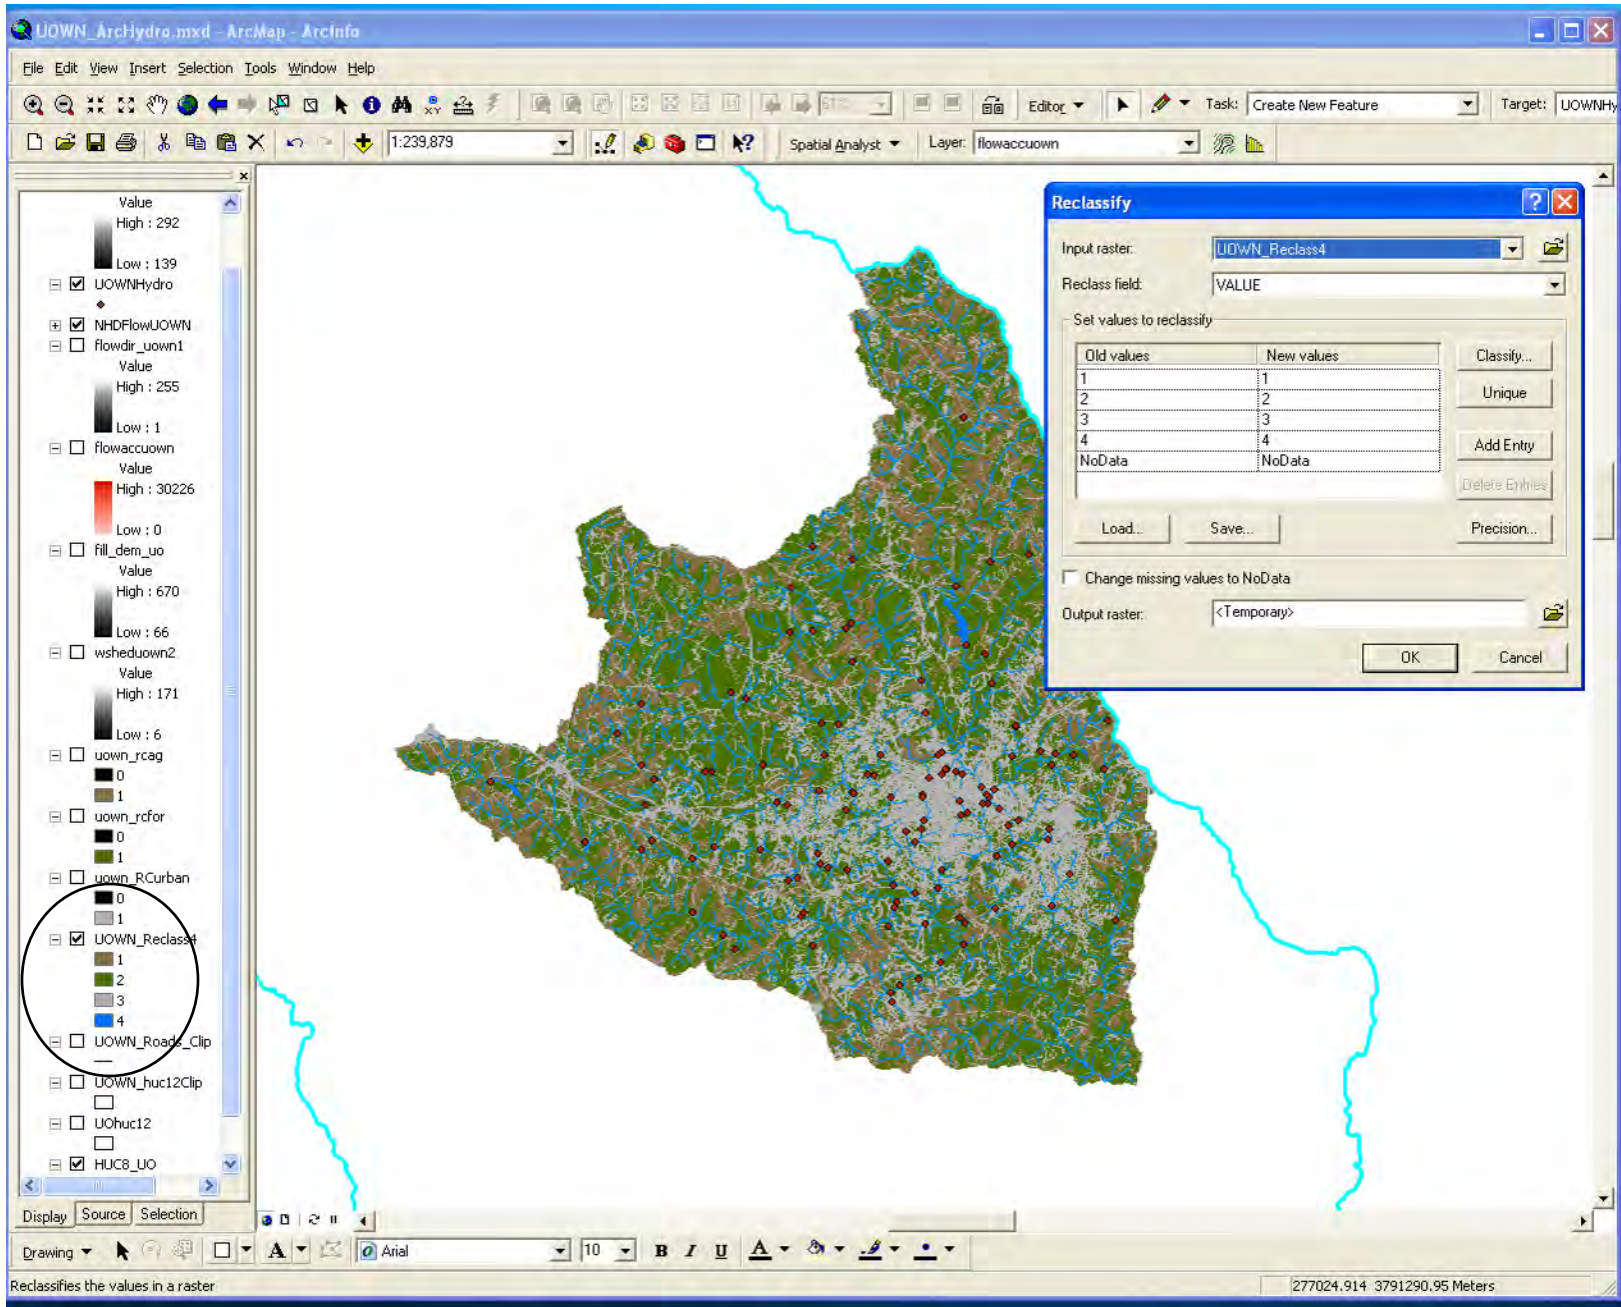 UOWN_ArcHydro.mxd - ArcMap - ArcInfo
File Edit View Insert Selection Tools Window Help
Editor Task: Create New Feature Target: UOWNHy
1:239,879 Spatial Analyst Layer: flowaccuown
Value
High : 292
Low : 139
UOWNHydro
NHDFlowUOWN
flowdir_uown1
Value
High : 255
Low : 1
flowaccuown
Value
High : 30226
Low : 0
fill_dem_uo
Value
High : 670
Low : 66
wsheduown2
Value
High : 171
Low : 6
uown_rcag
0
1
uown_rcfor
0
1
uown_RCurban
0
1
UOWN_Reclass4
1
2
3
4
UOWN_Roads_Clip
UOWN_huc12Clip
UOhuc12
HUC8_UO
Display Source Selection
Reclassify
Input raster: UOWN_Reclass4
Reclass field: VALUE
Set values to reclassify
Old values New values
1 1
2 2
3 3
4 4
NoData NoData
Classify...
Unique
Add Entry
Delete Entries
Load... Save... Precision...
Change missing values to NoData
Output raster: <Temporary>
OK Cancel
Drawing A Arial 10 B I U A
Reclassifies the values in a raster
277024.914 3791290.95 Meters